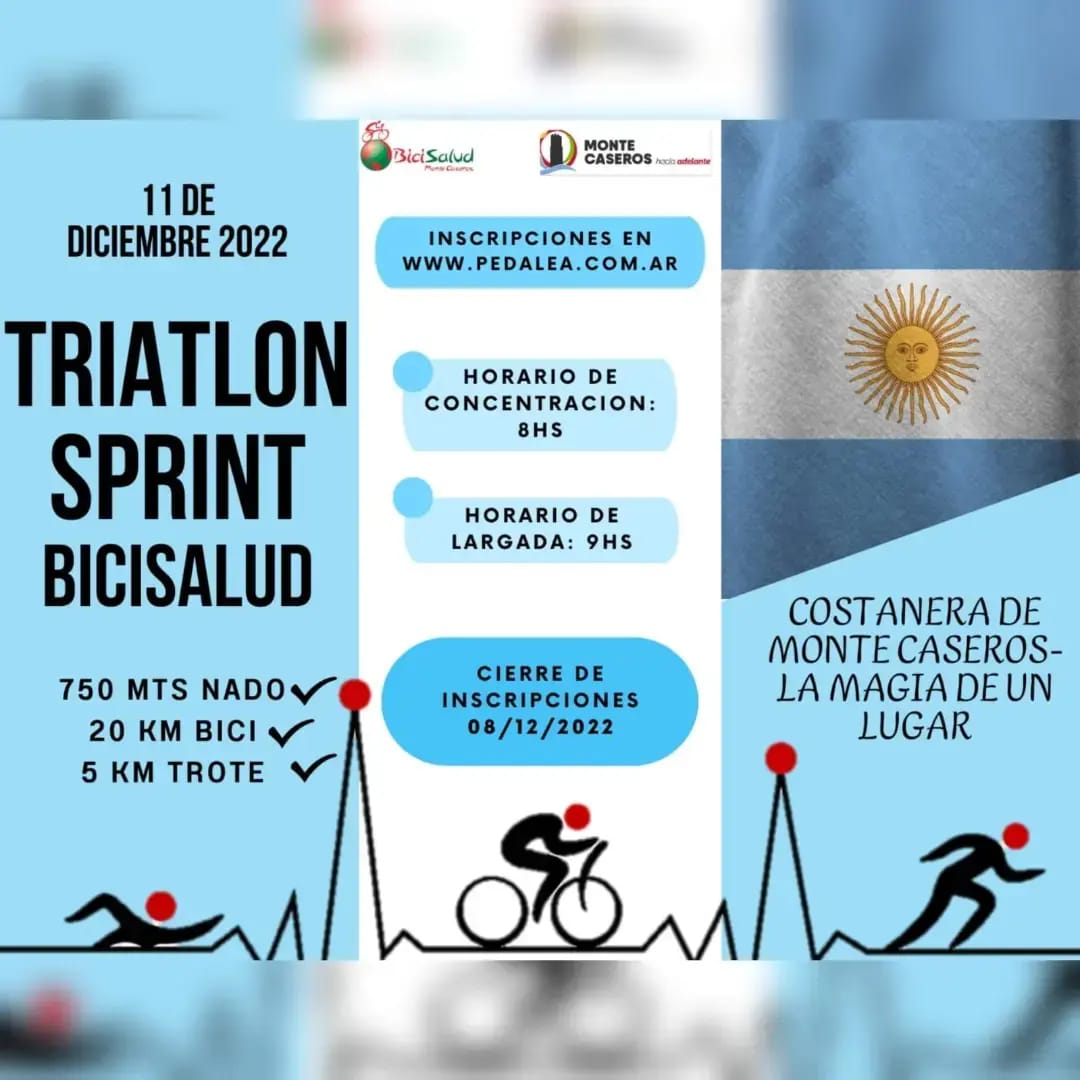 11 DE
DICIEMBRE 2022
TRIATLON
SPRINT
BICISALUD
750 MTS NADO
20 KM BICI
5 KM TROTE
BiciSalud
Monte Caseros
MONTE
CASEROS hacia adelante
INSCRIPCIONES EN
WWW.PEDALEA.COM.AR
HORARIO DE
CONCENTRACION:
8HS
HORARIO DE
LARGADA: 9HS
CIERRE DE
INSCRIPCIONES
08/12/2022
COSTANERA DE
MONTE CASEROS-
LA MAGIA DE UN
LUGAR